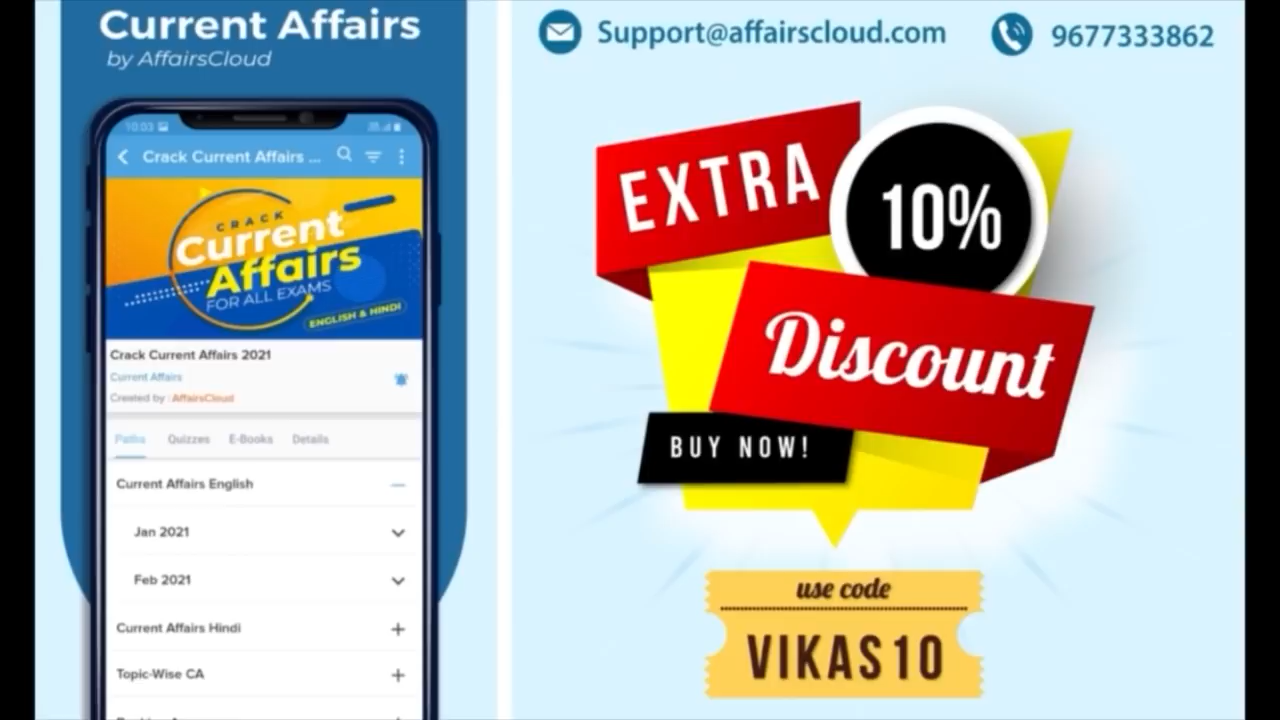 Current Affairs
by AffairsCloud
10:03
Crack Current Affairs ...
CRACK
Current
Affairs
FOR ALL EXAMS
ENGLISH & HINDI
Crack Current Affairs 2021
Current Affairs
Created by : AffairsCloud
Paths Quizzes E-Books Details
Current Affairs English
Jan 2021
Feb 2021
Current Affairs Hindi
Topic-Wise CA
Support@affairscloud.com 9677333862
EXTRA
10%
Discount
BUY NOW!
use code
VIKAS10